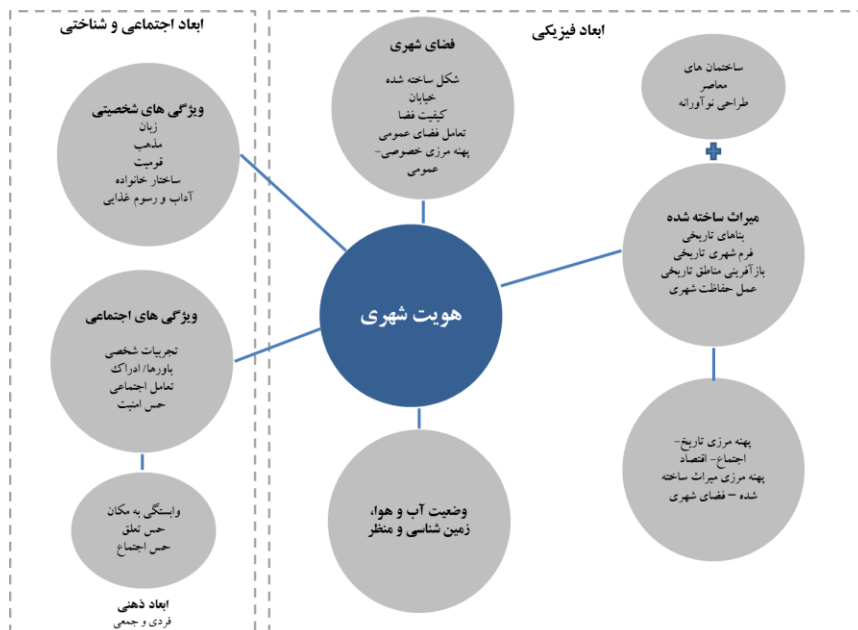 ابعاد فیزیکی
ساختمان های
معاصر
طراحی نوآورانه
میراث ساخته شده
بناهای تاریخی
فرم شهری تاریخی
بازآفرینی مناطق تاریخی
عمل حفاظت شهری
پهنه مرزی تاریخ-
اجتماع- اقتصاد
پهنه مرزی میراث ساخته
شده – فضای شهری
فضای شهری
شکل ساخته شده
خیابان
کیفیت فضا
تعامل فضای عمومی
پهنه مرزی خصوصی-
عمومی
هویت شهری
وضعیت آب و هوا،
زمین شناسی و منظر
ابعاد اجتماعی و شناختی
ویژگی های شخصیتی
زبان
مذهب
قومیت
ساختار خانواده
آداب و رسوم غذایی
ویژگی های اجتماعی
تجربیات شخصی
باورها/ ادراک
تعامل اجتماعی
حس امنیت
وابستگی به مکان
حس تعلق
حس اجتماع
ابعاد ذهنی
فردی و جمعی